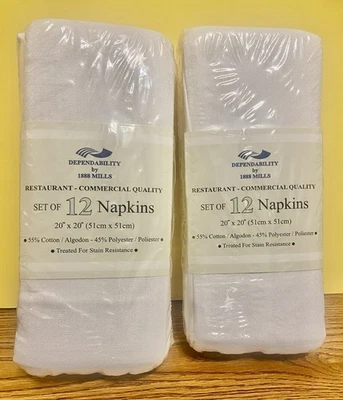 DEPENDABILITY
by
1888 MILLS
RESTAURANT - COMMERCIAL QUALITY
SET OF 12 Napkins
20" x 20" (51cm x 51cm)
● 55% Cotton / Algodon - 45% Polyester / Poliester ●
● Treated For Stain Resistance ●
DEPENDABILITY
by
1888 MILLS
RESTAURANT - COMMERCIAL QUALITY
SET OF 12 Napkins
20" x 20" (51cm x 51cm)
● 55% Cotton / Algodon - 45% Polyester / Poliester ●
● Treated For Stain Resistance ●